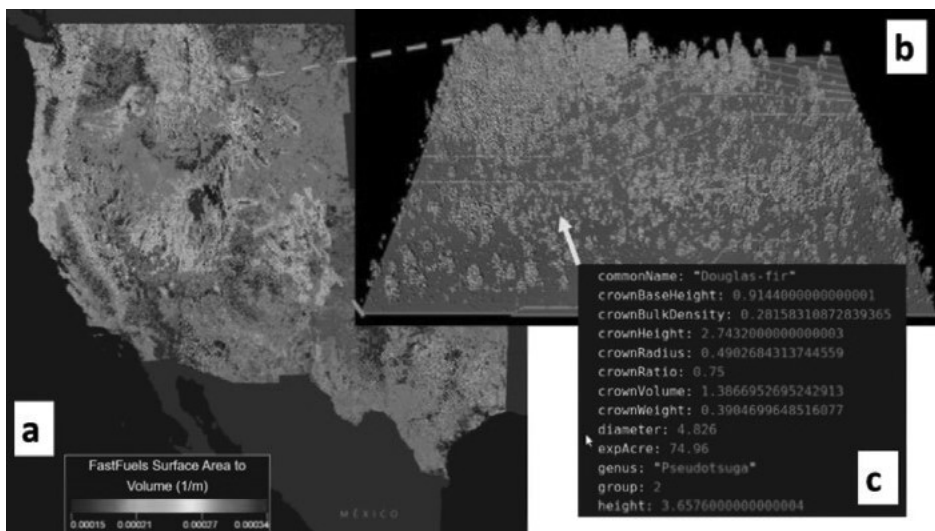 b
commonName: "Douglas-fir"
crownBaseHeight: 0.9144000000000001
crownBulkDensity: 0.28158310872839365
crownHeight: 2.7432000000000003
crownRadius: 0.4902684313744559
crownRatio: 0.75
crownVolume: 1.3866952695242913
crownWeight: 0.3904699648516077
diameter: 4.826
expAcre: 74.96
genus: "Pseudotsuga"
group: 2
height: 3.6576000000000004
c
a
FastFuels Surface Area to
Volume (1/m)
0.00015 0.00021 0.00027 0.00034
MÉXICO